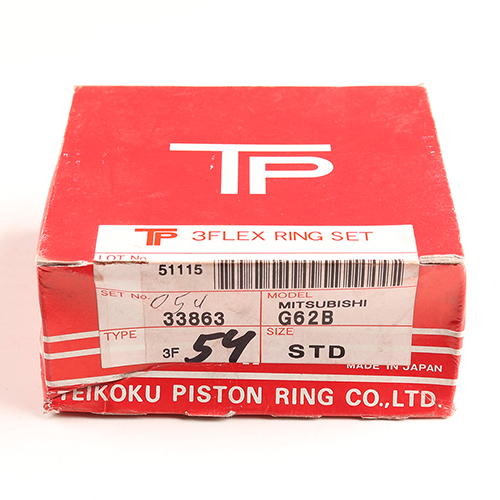 TP
TP 3FLEX RING SET
LOT No.
51115
SET No. 054 MODEL
33863 MITSUBISHI
G62B
TYPE SIZE
3F 54 STD
MADE IN JAPAN
TEIKOKU PISTON RING CO.,LTD